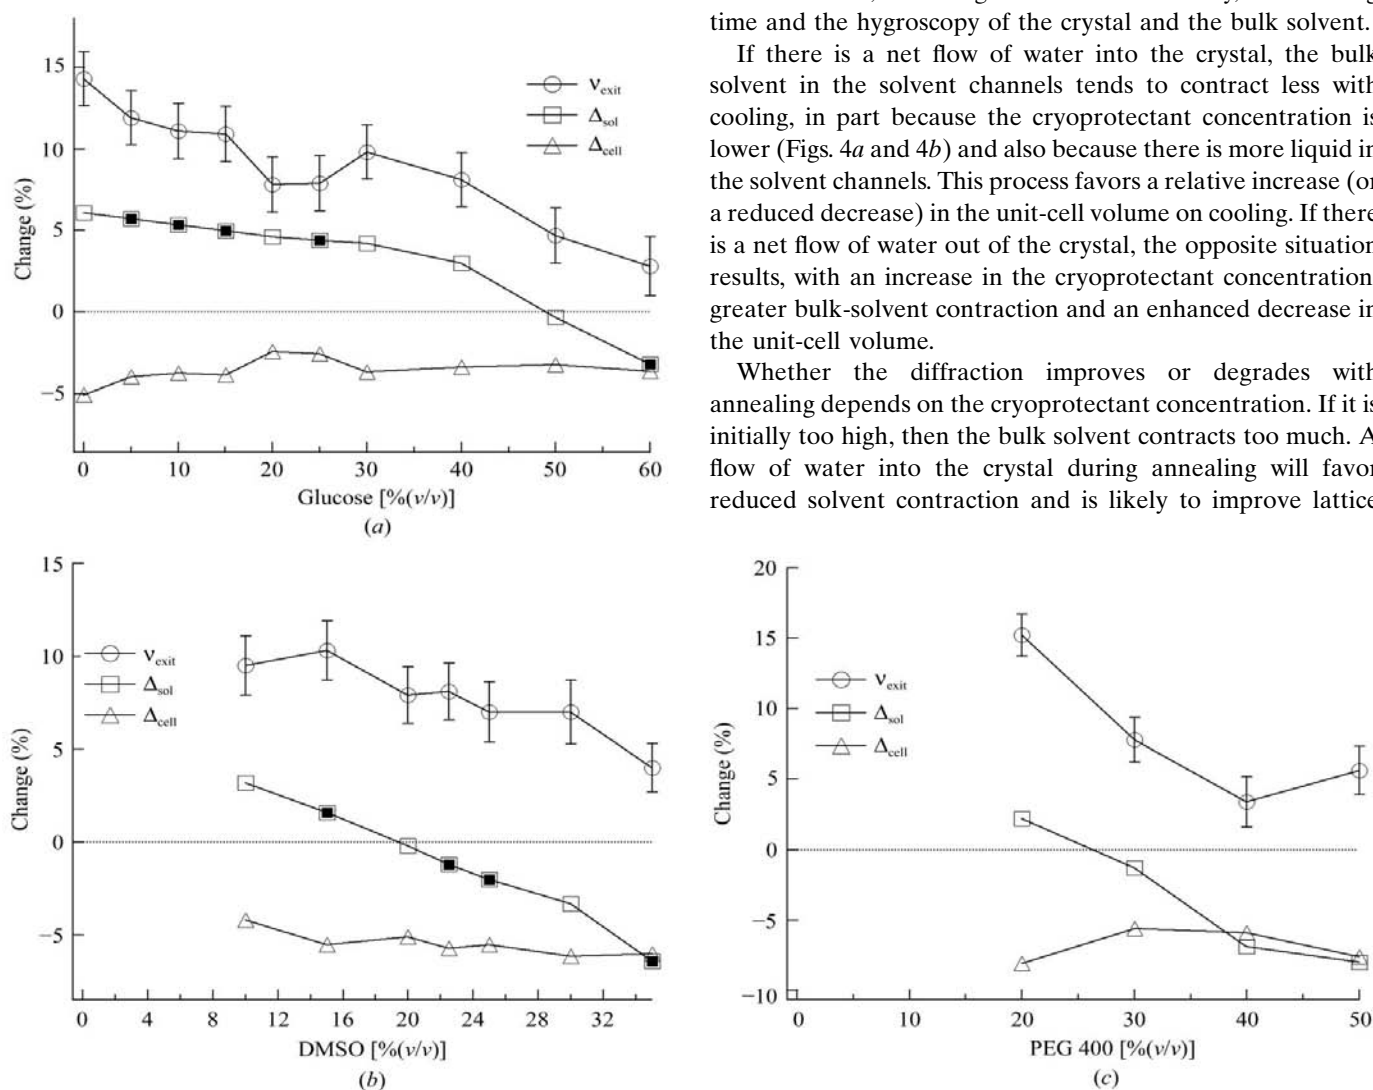 15
10
5
0
−5
Change (%)
ν exit
Δ sol
Δ cell
0 10 20 30 40 50 60
Glucose [%(v/v)]
(a)
time and the hygroscopy of the crystal and the bulk solvent.
If there is a net flow of water into the crystal, the bulk
solvent in the solvent channels tends to contract less with
cooling, in part because the cryoprotectant concentration is
lower (Figs. 4a and 4b) and also because there is more liquid in
the solvent channels. This process favors a relative increase (or
a reduced decrease) in the unit-cell volume on cooling. If there
is a net flow of water out of the crystal, the opposite situation
results, with an increase in the cryoprotectant concentration
greater bulk-solvent contraction and an enhanced decrease in
the unit-cell volume.
Whether the diffraction improves or degrades with
annealing depends on the cryoprotectant concentration. If it is
initially too high, then the bulk solvent contracts too much. A
flow of water into the crystal during annealing will favor
reduced solvent contraction and is likely to improve lattice
15
10
5
0
−5
Change (%)
ν exit
Δ sol
Δ cell
0 4 8 12 16 20 24 28 32
DMSO [%(v/v)]
(b)
20
15
10
5
0
−5
−10
Change (%)
ν exit
Δ sol
Δ cell
0 10 20 30 40 50
PEG 400 [%(v/v)]
(c)